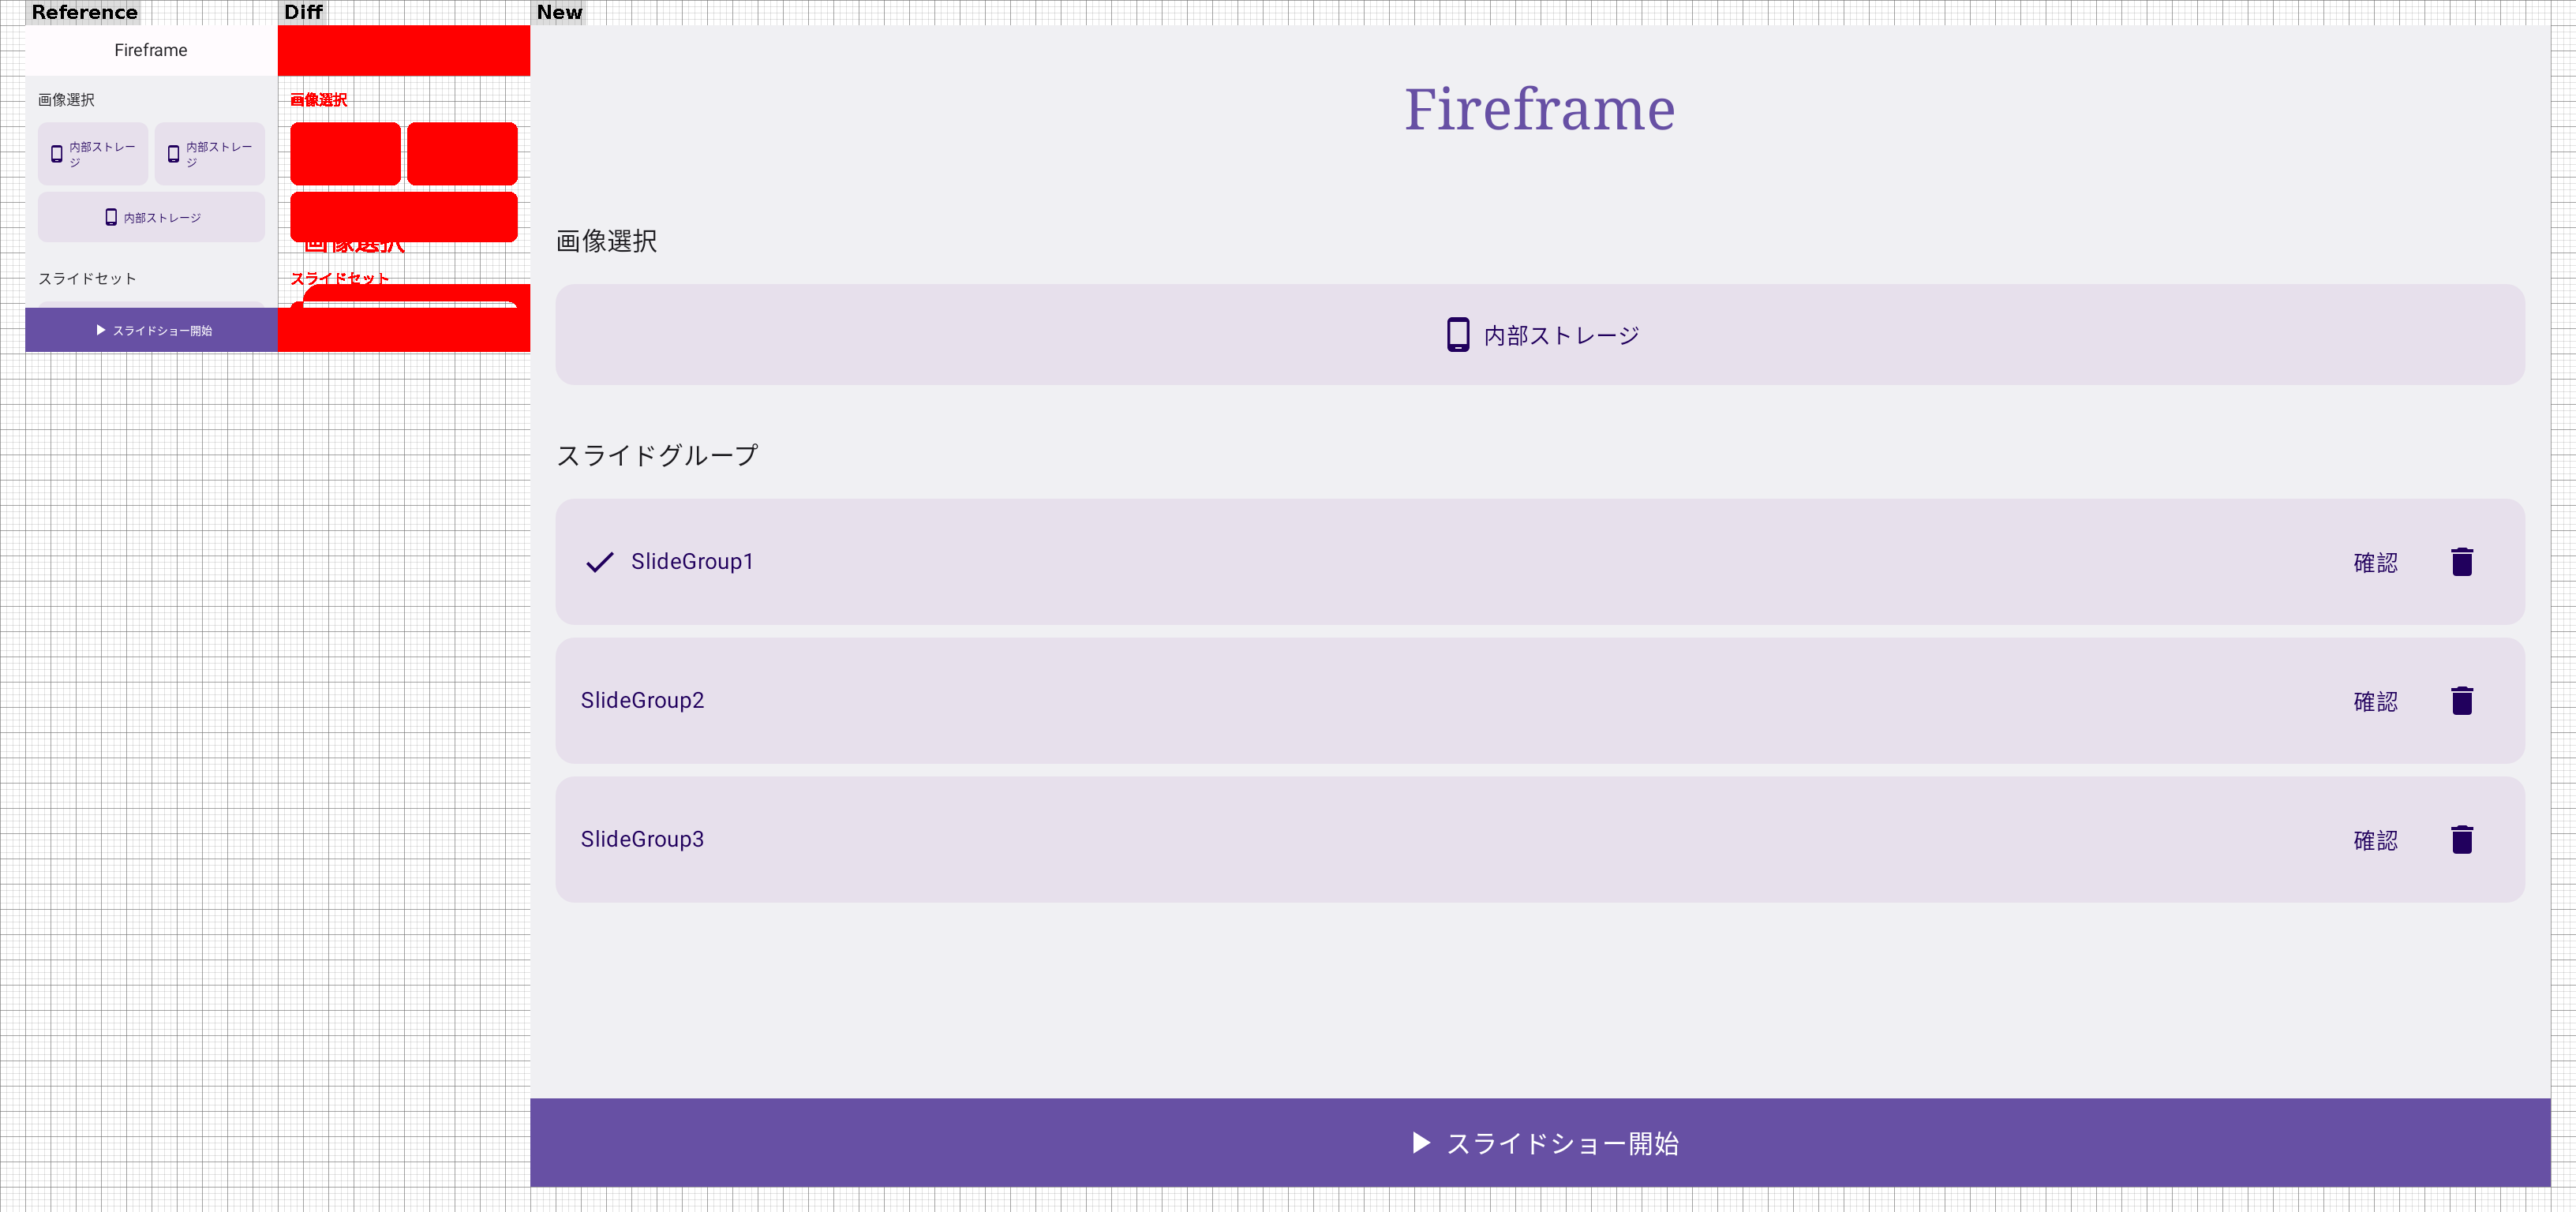 Reference
Fireframe
画像選択
内部ストレー
ジ
内部ストレー
ジ
内部ストレージ
スライドセット
スライドショー開始
Diff
画像選択
画像選択
スライドセット
New
Fireframe
画像選択
内部ストレージ
スライドグループ
SlideGroup1
確認
SlideGroup2
確認
SlideGroup3
確認
スライドショー開始